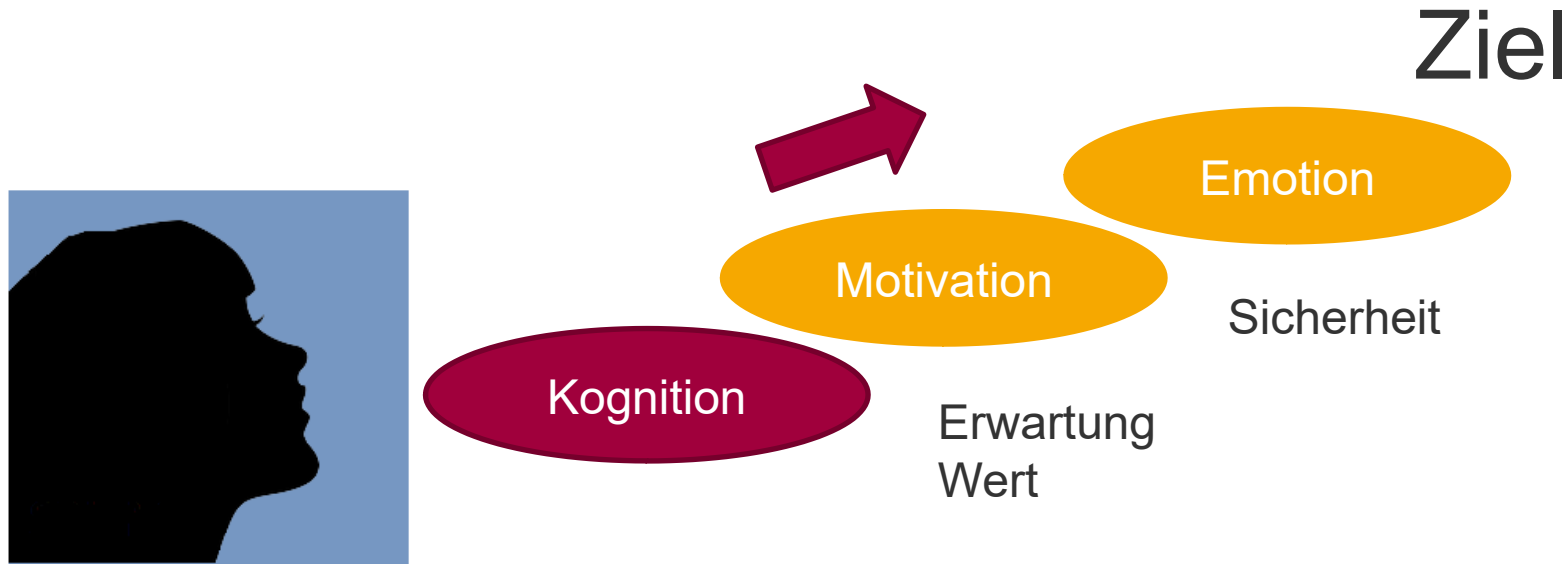 Ziel
Emotion
Motivation
Sicherheit
Kognition
Erwartung
Wert